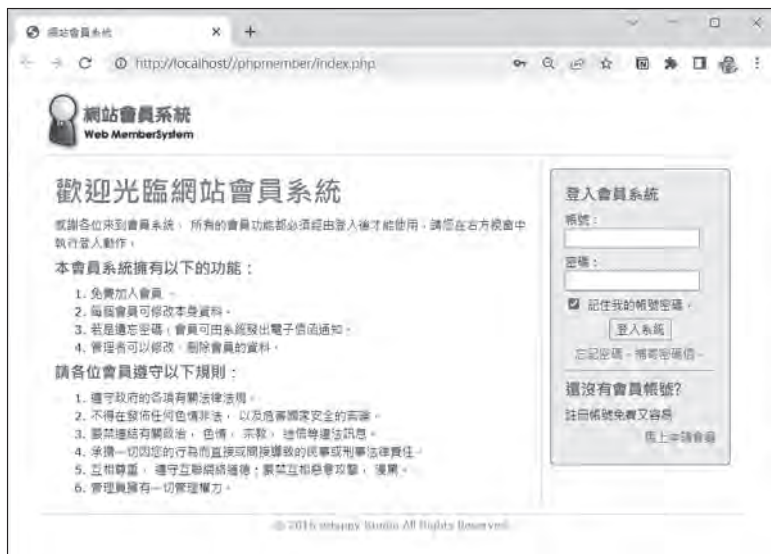 網站會員系統
http://localhost//phpmember/index.php
網站會員系統
Web MemberSystem
歡迎光臨網站會員系統
感謝各位來到會員系統， 所有的會員功能都必須經由登入後才能使用，請您在右方視窗中
執行登入動作。
本會員系統擁有以下的功能：
1. 免費加入會員 。
2. 每個會員可修改本身資料。
3. 若是遺忘密碼，會員可由系統發出電子信函通知。
4. 管理者可以修改、刪除會員的資料。
請各位會員遵守以下規則：
1. 遵守政府的各項有關法律法規。
2. 不得在發佈任何色情非法， 以及危害國家安全的言論。
3. 嚴禁連結有關政治， 色情， 宗教， 迷信等違法訊息。
4. 承擔一切因您的行為而直接或間接導致的民事或刑事法律責任。
5. 互相尊重， 遵守互聯網絡道德；嚴禁互相惡意攻擊， 漫罵。
6. 管理員擁有一切管理權力。
登入會員系統
帳號：
密碼：
記住我的帳號密碼。
登入系統
忘記密碼，補寄密碼信。
還沒有會員帳號?
註冊帳號免費又容易
馬上申請會員
© 2016 eHappy Studio All Rights Reserved.